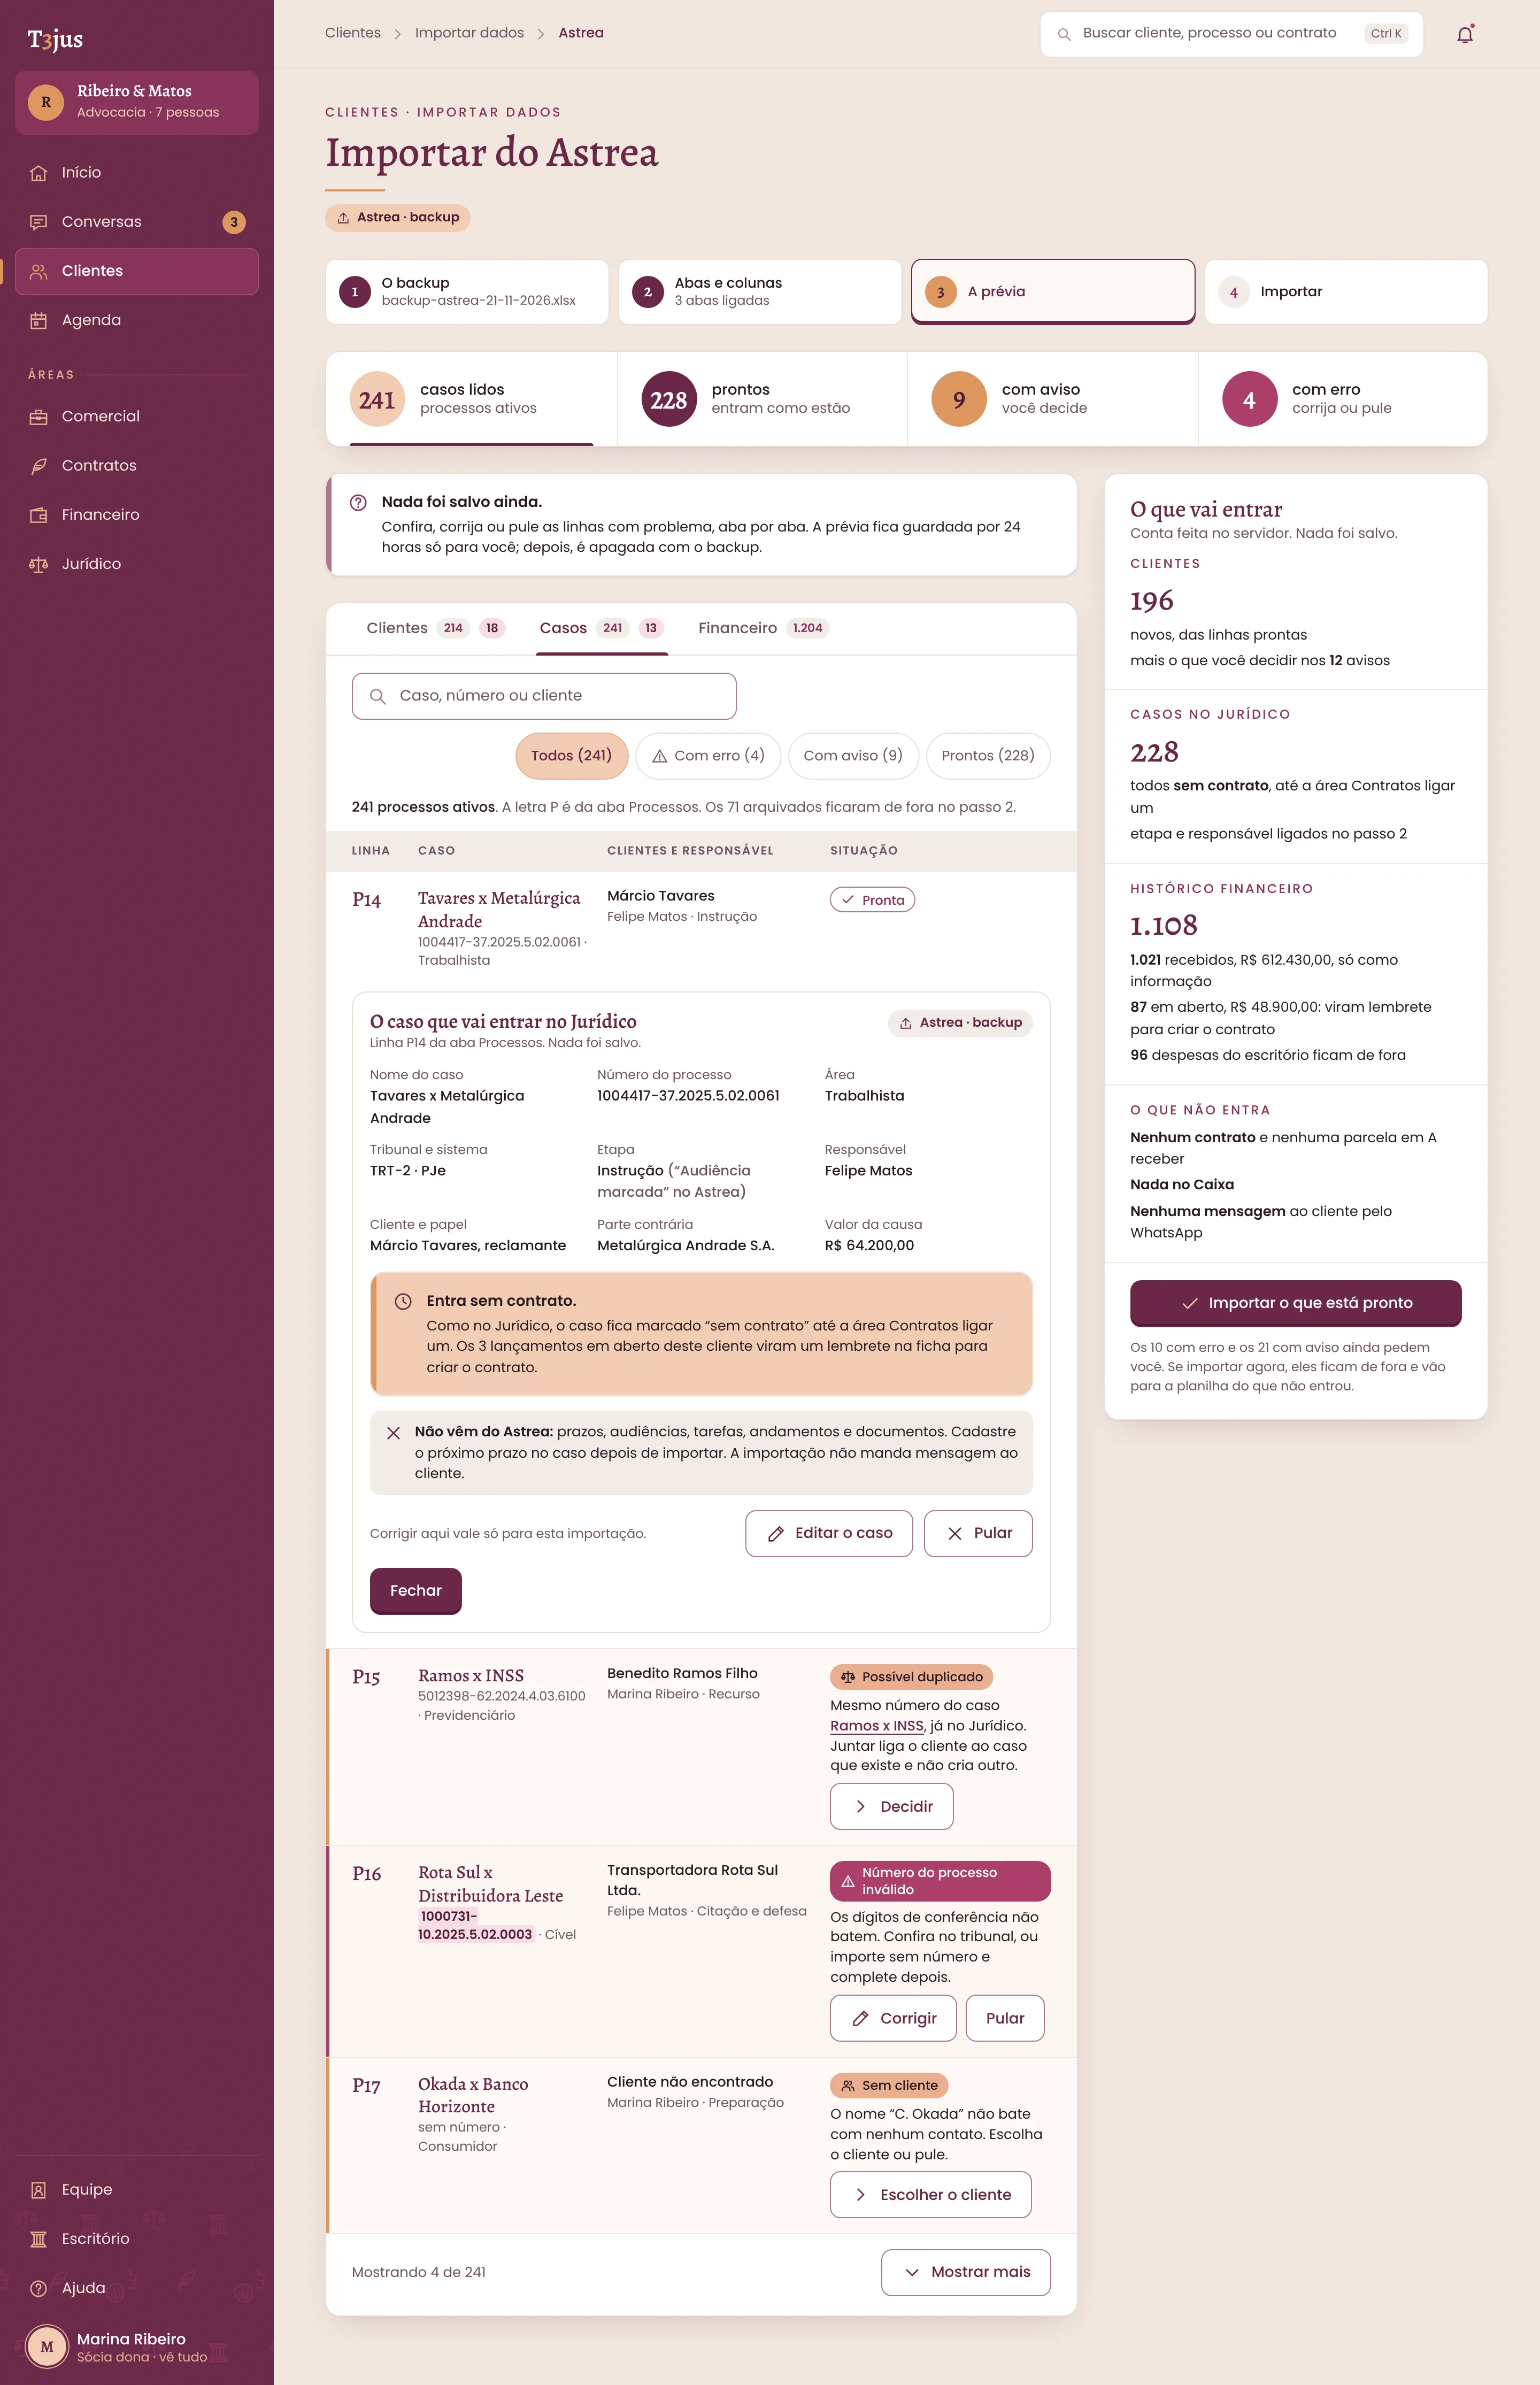 T3jus
R
Ribeiro & Matos
Advocacia · 7 pessoas
Início
Conversas
3
Clientes
Agenda
ÁREAS
Comercial
Contratos
Financeiro
Jurídico
Equipe
Escritório
Ajuda
M
Marina Ribeiro
Sócia dona · vê tudo
Clientes
Importar dados
Astrea
Buscar cliente, processo ou contrato
Ctrl K
CLIENTES · IMPORTAR DADOS
Importar do Astrea
Astrea · backup
1
O backup
backup-astrea-21-11-2026.xlsx
2
Abas e colunas
3 abas ligadas
3
A prévia
4
Importar
241
casos lidos
processos ativos
228
prontos
entram como estão
9
com aviso
você decide
4
com erro
corrija ou pule
Nada foi salvo ainda.
Confira, corrija ou pule as linhas com problema, aba por aba. A prévia fica guardada por 24
horas só para você; depois, é apagada com o backup.
Clientes 214 18
Casos 241 13
Financeiro 1.204
Caso, número ou cliente
Todos (241)
Com erro (4)
Com aviso (9)
Prontos (228)
241 processos ativos. A letra P é da aba Processos. Os 71 arquivados ficaram de fora no passo 2.
LINHA
CASO
CLIENTES E RESPONSÁVEL
SITUAÇÃO
P14
Tavares x Metalúrgica
Andrade
1004417-37.2025.5.02.0061 ·
Trabalhista
Márcio Tavares
Felipe Matos · Instrução
Pronta
O caso que vai entrar no Jurídico
Linha P14 da aba Processos. Nada foi salvo.
Astrea · backup
Nome do caso
Tavares x Metalúrgica
Andrade
Número do processo
1004417-37.2025.5.02.0061
Área
Trabalhista
Tribunal e sistema
TRT-2 · PJe
Etapa
Instrução (“Audiência
marcada” no Astrea)
Responsável
Felipe Matos
Cliente e papel
Márcio Tavares, reclamante
Parte contrária
Metalúrgica Andrade S.A.
Valor da causa
R$ 64.200,00
Entra sem contrato.
Como no Jurídico, o caso fica marcado “sem contrato” até a área Contratos ligar
um. Os 3 lançamentos em aberto deste cliente viram um lembrete na ficha para
criar o contrato.
Não vêm do Astrea: prazos, audiências, tarefas, andamentos e documentos. Cadastre
o próximo prazo no caso depois de importar. A importação não manda mensagem ao
cliente.
Corrigir aqui vale só para esta importação.
Editar o caso
Pular
Fechar
P15
Ramos x INSS
5012398-62.2024.4.03.6100
· Previdenciário
Benedito Ramos Filho
Marina Ribeiro · Recurso
Possível duplicado
Mesmo número do caso
Ramos x INSS, já no Jurídico.
Juntar liga o cliente ao caso
que existe e não cria outro.
Decidir
P16
Rota Sul x
Distribuidora Leste
1000731-
10.2025.5.02.0003 · Cível
Transportadora Rota Sul
Ltda.
Felipe Matos · Citação e defesa
Número do processo
inválido
Os dígitos de conferência não
batem. Confira no tribunal, ou
importe sem número e
complete depois.
Corrigir
Pular
P17
Okada x Banco
Horizonte
sem número ·
Consumidor
Cliente não encontrado
Marina Ribeiro · Preparação
Sem cliente
O nome “C. Okada” não bate
com nenhum contato. Escolha
o cliente ou pule.
Escolher o cliente
Mostrando 4 de 241
Mostrar mais
O que vai entrar
Conta feita no servidor. Nada foi salvo.
CLIENTES
196
novos, das linhas prontas
mais o que você decidir nos 12 avisos
CASOS NO JURÍDICO
228
todos sem contrato, até a área Contratos ligar
um
etapa e responsável ligados no passo 2
HISTÓRICO FINANCEIRO
1.108
1.021 recebidos, R$ 612.430,00, só como
informação
87 em aberto, R$ 48.900,00: viram lembrete
para criar o contrato
96 despesas do escritório ficam de fora
O QUE NÃO ENTRA
Nenhum contrato e nenhuma parcela em A
receber
Nada no Caixa
Nenhuma mensagem ao cliente pelo
WhatsApp
Importar o que está pronto
Os 10 com erro e os 21 com aviso ainda pedem
você. Se importar agora, eles ficam de fora e vão
para a planilha do que não entrou.